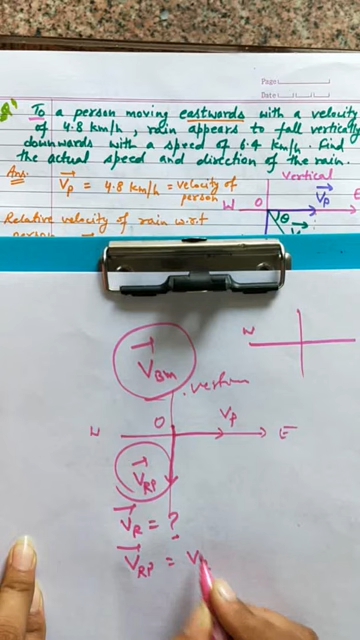 Page:
Date:
Q: To a person moving eastwards with a velocity
of 4.8 km/h, rain appears to fall vertically
downwards with a speed of 6.4 km/h. Find
the actual speed and direction of the rain.
Ans. Vp = 4.8 km/h = velocity of
person
Vertical
W O Vp E
θ
Relative velocity of rain w.r.t
VBm
W
W O Vp E
VRP
VR = ?
VRP = V